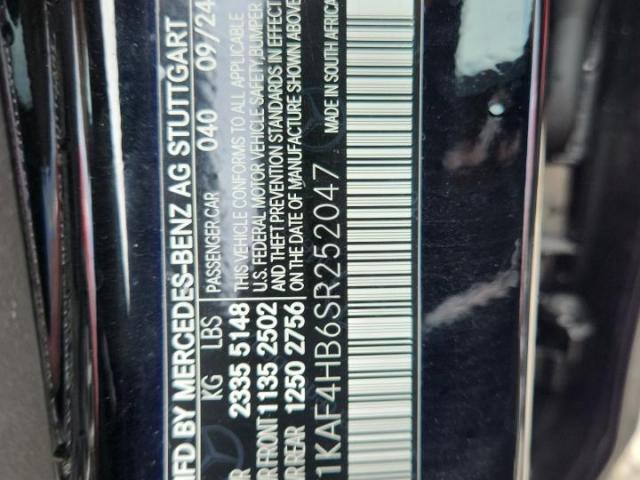 MFD BY MERCEDES-BENZ AG STUTTGART
KG LBS PASSENGER CAR 040 09/24
2335 5148 THIS VEHICLE CONFORMS TO ALL APPLICABLE
U.S. FEDERAL MOTOR VEHICLE SAFETY, BUMPER
FRONT 1135 2502 AND THEFT PREVENTION STANDARDS IN EFFECT
REAR 1250 2756 ON THE DATE OF MANUFACTURE SHOWN ABOVE
MADE IN SOUTH AFRICA
1KAF4HB6SR252047